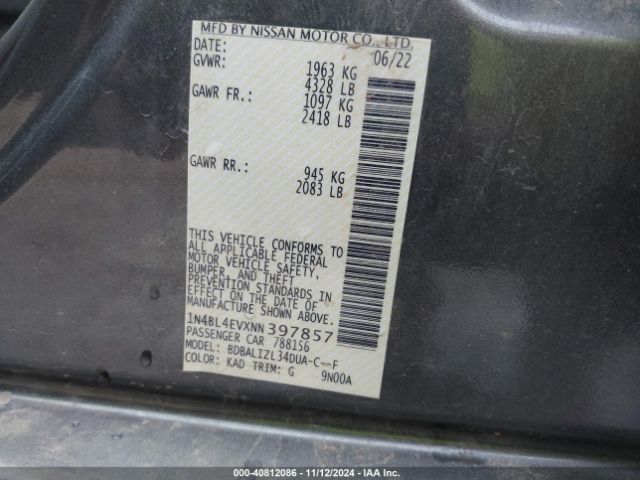 MFD BY NISSAN MOTOR CO., LTD.
DATE: 06/22
GVWR: 1963 KG
4328 LB
GAWR FR.: 1097 KG
2418 LB
GAWR RR.: 945 KG
2083 LB
THIS VEHICLE CONFORMS TO
ALL APPLICABLE FEDERAL
MOTOR VEHICLE SAFETY,
BUMPER, AND THEFT
PREVENTION STANDARDS IN
EFFECT ON THE DATE OF
MANUFACTURE SHOWN ABOVE.
1N4BL4EVXNN397857
PASSENGER CAR 788156
MODEL: BDBALIZL34DUA-C--F
COLOR: KAD TRIM: G 9N00A
000-40812086 - 11/12/2024 - IAA Inc.